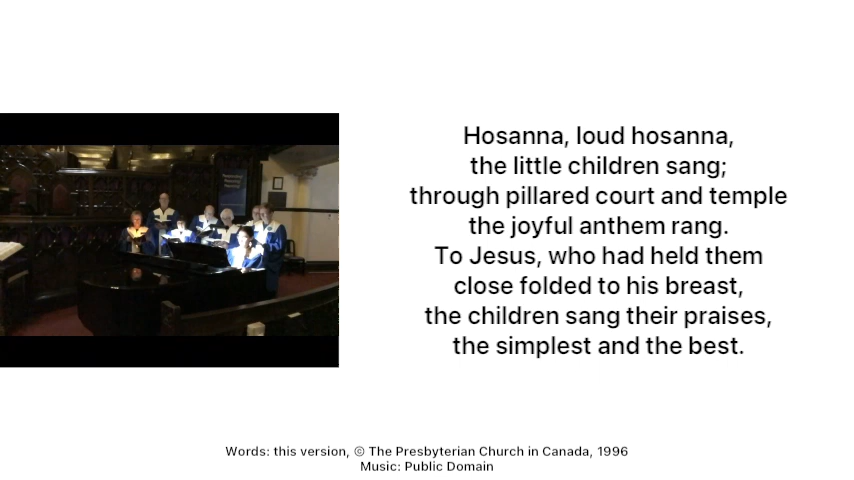 Hosanna, loud hosanna,
the little children sang;
through pillared court and temple
the joyful anthem rang.
To Jesus, who had held them
close folded to his breast,
the children sang their praises,
the simplest and the best.
Words: this version, © The Presbyterian Church in Canada, 1996
Music: Public Domain